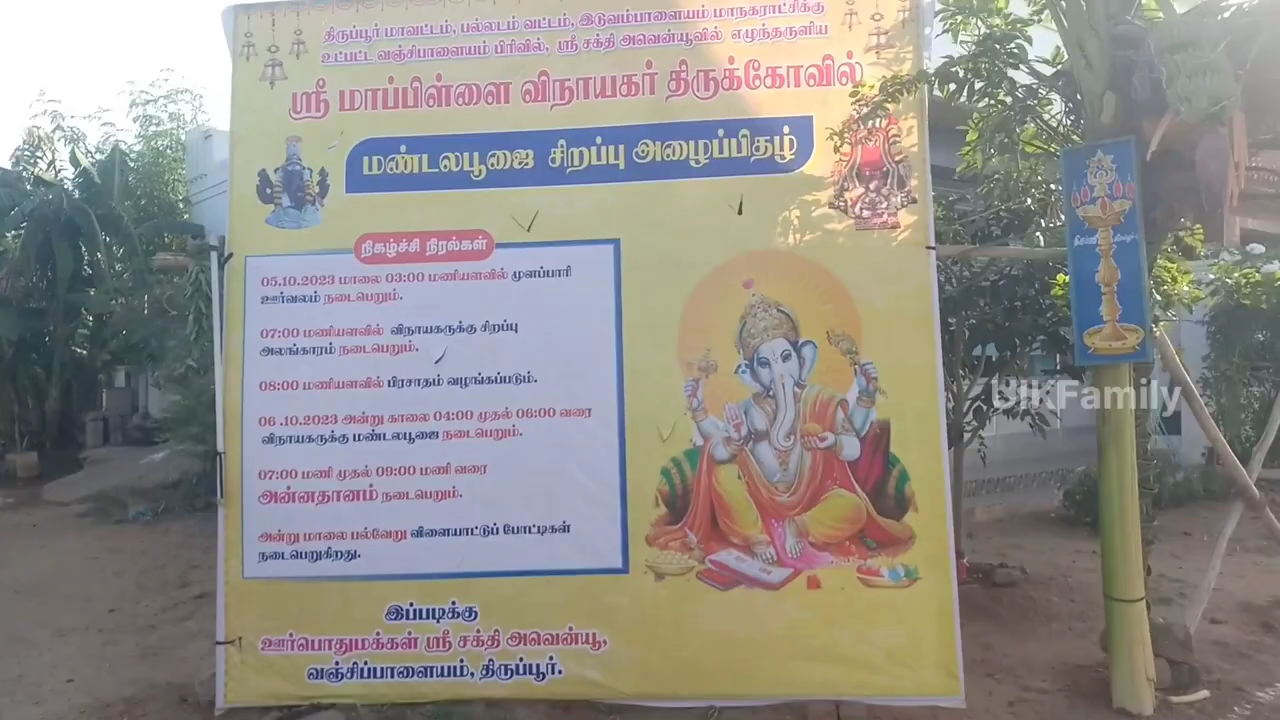 திருப்பூர் மாவட்டம், பல்லடம் வட்டம், இடுவம்பாளையம் மாநகராட்சிக்கு
உட்பட்ட வஞ்சிபாளையம் பிரிவில், ஸ்ரீ சக்தி அவென்யூவில் எழுந்தருளிய
ஸ்ரீ மாப்பிள்ளை விநாயகர் திருக்கோவில்
மண்டலபூஜை சிறப்பு அழைப்பிதழ்
நிகழ்ச்சி நிரல்கள்
05.10.2023 மாலை 03:00 மணியளவில் முளப்பாரி
ஊர்வலம் நடைபெறும்.
07:00 மணியளவில் விநாயகருக்கு சிறப்பு
அலங்காரம் நடைபெறும்.
08:00 மணியளவில் பிரசாதம் வழங்கப்படும்.
06.10.2023 அன்று காலை 04:00 முதல் 06:00 வரை
விநாயகருக்கு மண்டலபூஜை நடைபெறும்.
07:00 மணி முதல் 09:00 மணி வரை
அன்னதானம் நடைபெறும்.
அன்று மாலை பல்வேறு விளையாட்டுப் போட்டிகள்
நடைபெறுகிறது.
இப்படிக்கு
ஊர்பொதுமக்கள் ஸ்ரீ சக்தி அவென்யூ,
வஞ்சிப்பாளையம், திருப்பூர்.
UIKFamily